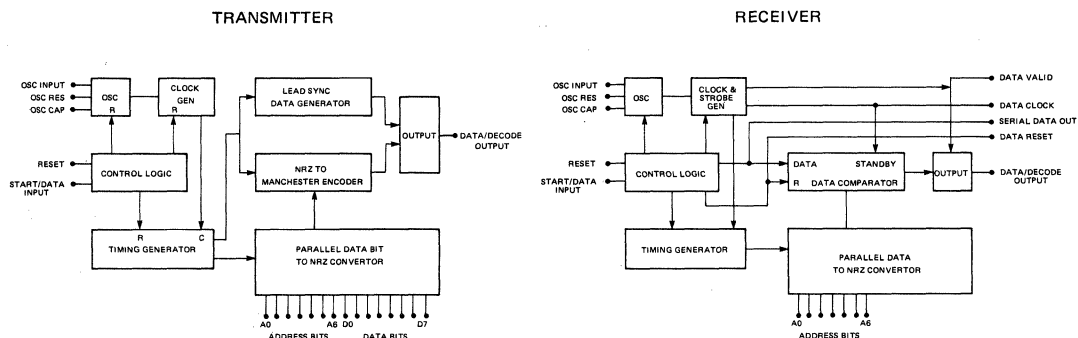 TRANSMITTER
OSC INPUT
OSC RES
OSC CAP
OSC
R
CLOCK
GEN
R
LEAD SYNC
DATA GENERATOR
OUTPUT
DATA/DECODE
OUTPUT
RESET
START/DATA
INPUT
CONTROL LOGIC
NRZ TO
MANCHESTER ENCODER
R
C
TIMING GENERATOR
PARALLEL DATA BIT
TO NRZ CONVERTOR
A0
A6
D0
D7
ADDRESS BITS
DATA BITS
RECEIVER
OSC INPUT
OSC RES
OSC CAP
OSC
CLOCK &
STROBE
GEN
DATA VALID
DATA CLOCK
SERIAL DATA OUT
DATA RESET
RESET
START/DATA
INPUT
CONTROL LOGIC
DATA
STANDBY
R
DATA COMPARATOR
OUTPUT
DATA/DECODE
OUTPUT
TIMING GENERATOR
PARALLEL DATA
TO NRZ CONVERTOR
A0
A6
ADDRESS BITS